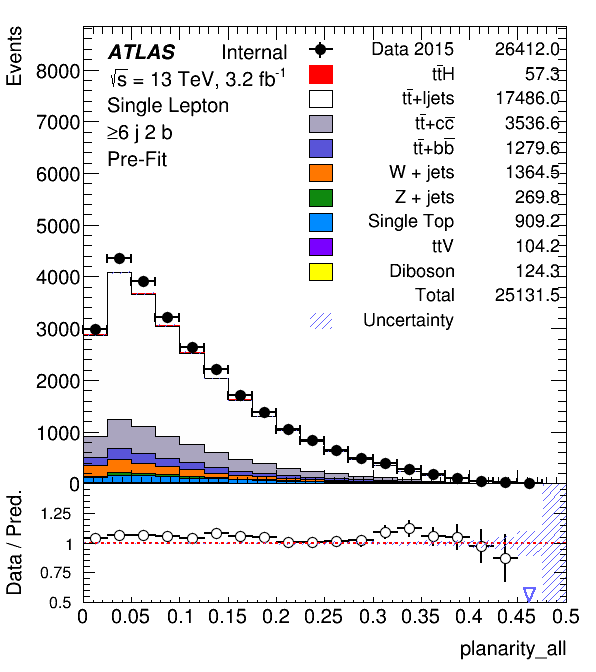 Events
8000
7000
6000
5000
4000
3000
2000
1000
0
ATLAS Internal
√s = 13 TeV, 3.2 fb⁻¹
Single Lepton
≥6 j 2 b
Pre-Fit
Data 2015 26412.0
tt̄H 57.3
tt̄+ljets 17486.0
tt̄+cc̄ 3536.6
tt̄+bb̄ 1279.6
W + jets 1364.5
Z + jets 269.8
Single Top 909.2
ttV 104.2
Diboson 124.3
Total 25131.5
Uncertainty
Data / Pred.
1.25
1
0.75
0.5
0 0.05 0.1 0.15 0.2 0.25 0.3 0.35 0.4 0.45 0.5
planarity_all